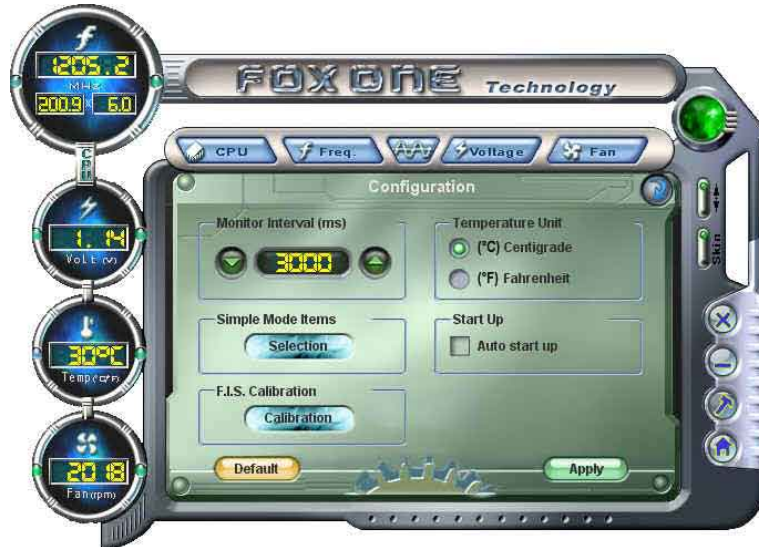 1205.2
MHz
200.9 x 6.0
CPU
1.14
Volt (V)
30°C
Temp(°C/°F)
2018
Fan(rpm)
FOX ONE Technology
CPU Freq. Voltage Fan
Configuration
Monitor Interval (ms)
3000
Temperature Unit
(°C) Centigrade
(°F) Fahrenheit
Simple Mode Items
Selection
Start Up
Auto start up
F.I.S. Calibration
Calibration
Default
Apply
Skin